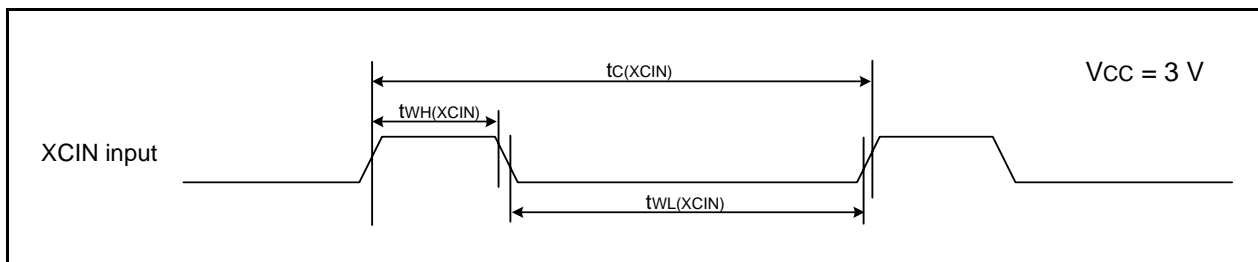 tC(XCIN)
VCC = 3 V
tWH(XCIN)
XCIN input
tWL(XCIN)